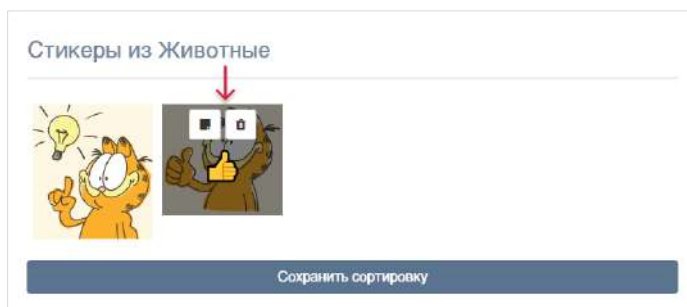 Стикеры из Животные
Сохранить сортировку